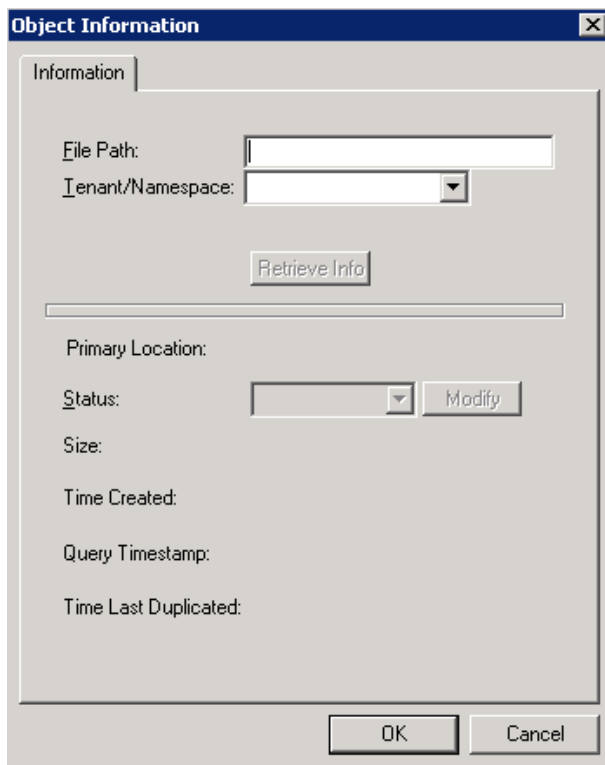 Object Information
Information
File Path:
Tenant/Namespace:
Retrieve Info
Primary Location:
Status:
Modify
Size:
Time Created:
Query Timestamp:
Time Last Duplicated:
OK Cancel